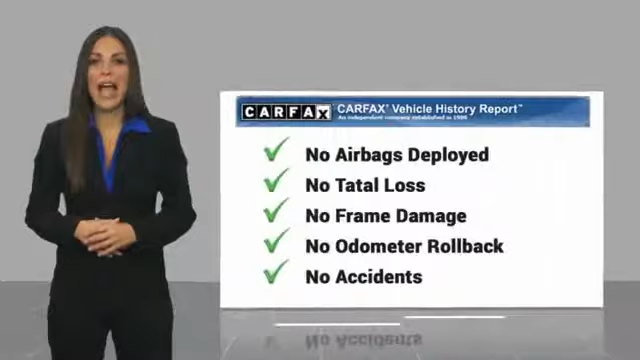 CARFAX CARFAX Vehicle History Report™
An independent company established in 1986
No Airbags Deployed
No Tatal Loss
No Frame Damage
No Odometer Rollback
No Accidents